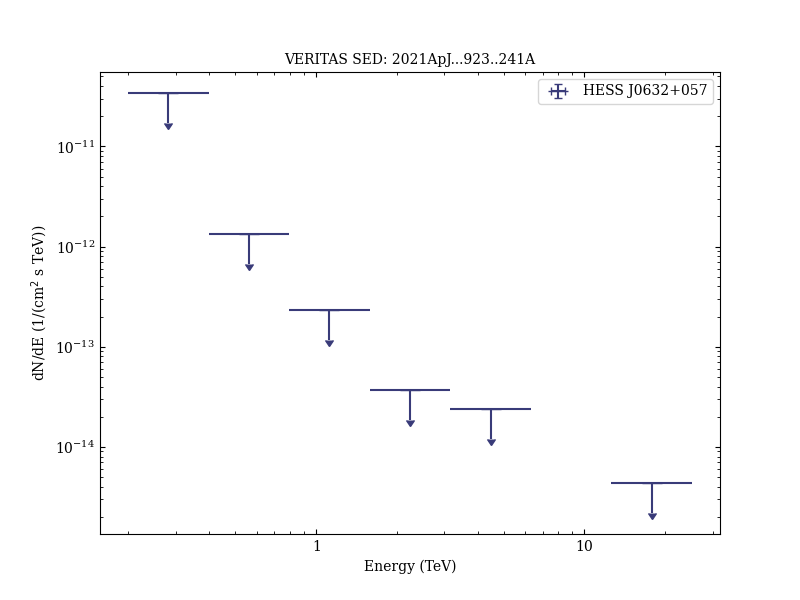 VERITAS SED: 2021ApJ...923..241A
HESS J0632+057
10⁻¹¹
10⁻¹²
10⁻¹³
10⁻¹⁴
dN/dE (1/(cm² s TeV))
1
10
Energy (TeV)